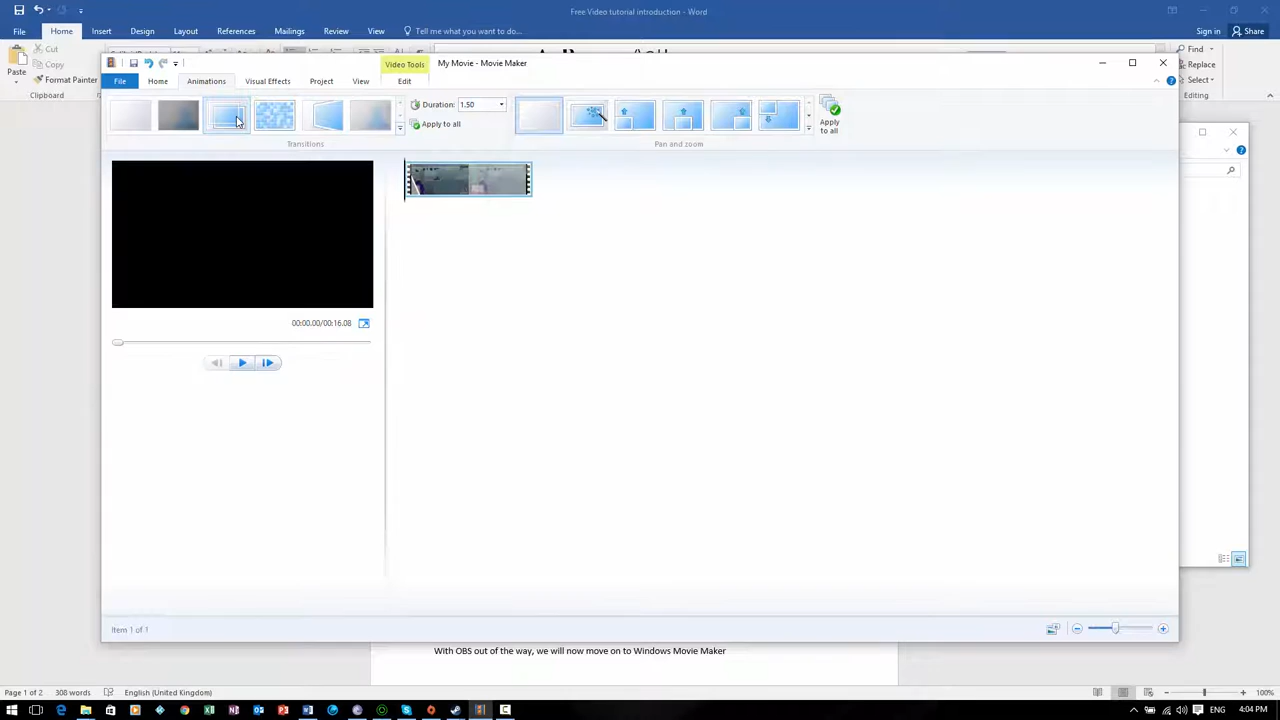 Free Video tutorial introduction - Word
File Home Insert Design Layout References Mailings Review View Tell me what you want to do... Sign in Share
Paste Cut
Copy
Format Painter
Clipboard
Find
Replace
Select
Editing
Video Tools
My Movie - Movie Maker
File Home Animations Visual Effects Project View Edit
Duration: 1.50
Apply to all
Apply to all
Transitions
Pan and zoom
00:00.00/00:16.08
Item 1 of 1
With OBS out of the way, we will now move on to Windows Movie Maker
Page 1 of 2 308 words English (United Kingdom) 100%
ENG 4:04 PM